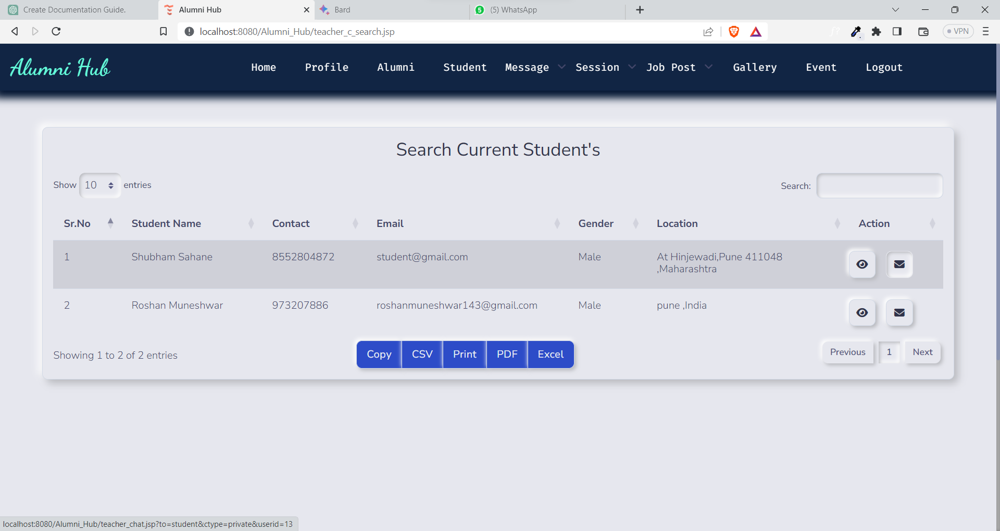 Create Documentation Guide.
Alumni Hub
Bard
5 (5) WhatsApp
localhost:8080/Alumni_Hub/teacher_c_search.jsp
VPN
Alumni Hub
Home Profile Alumni Student Message Session Job Post Gallery Event Logout
Search Current Student's
Show 10 entries
Search:
Sr.No Student Name Contact Email Gender Location Action
1 Shubham Sahane 8552804872 student@gmail.com Male At Hinjewadi,Pune 411048
,Maharashtra
2 Roshan Muneshwar 973207886 roshanmuneshwar143@gmail.com Male pune ,India
Showing 1 to 2 of 2 entries
Copy CSV Print PDF Excel
Previous 1 Next
localhost:8080/Alumni_Hub/teacher_chat.jsp?to=student&ctype=private&userid=13